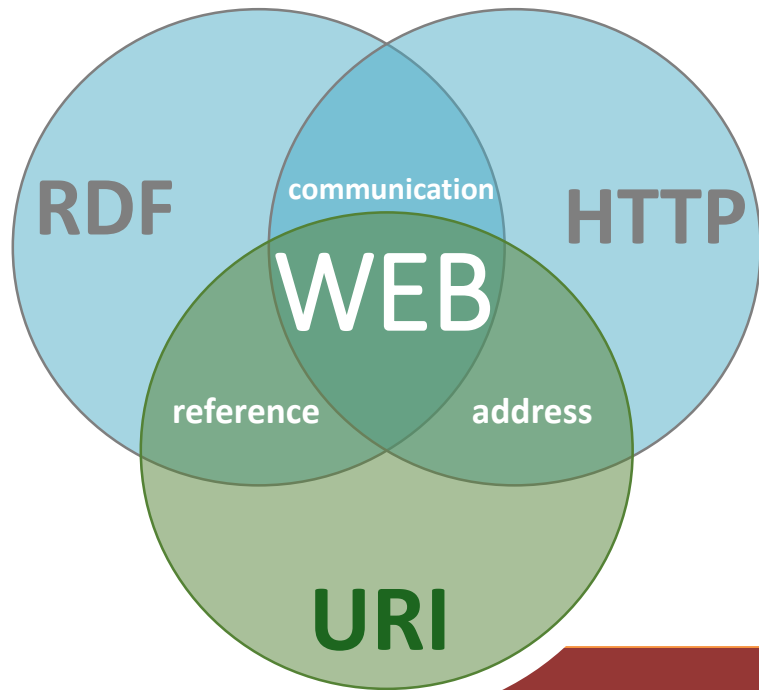 communication
RDF
HTTP
WEB
reference
address
URI